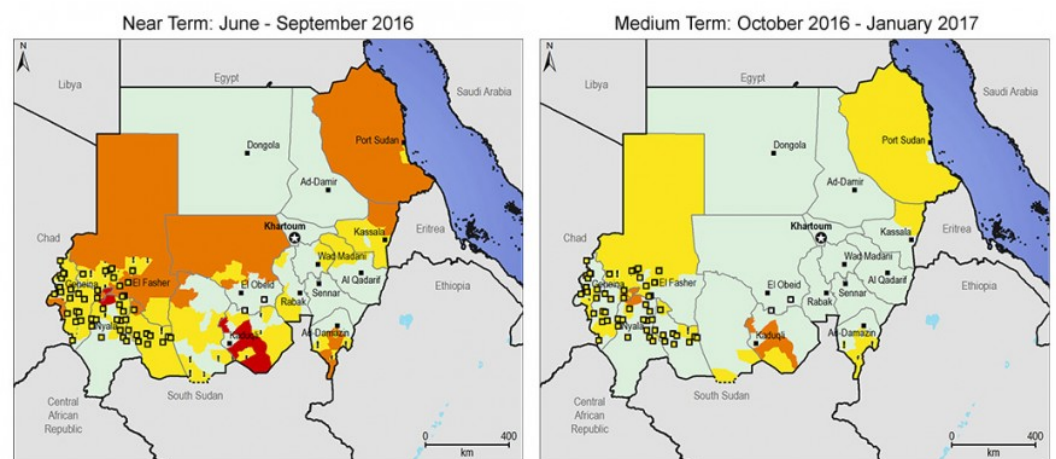 Near Term: June - September 2016
N
Libya
Egypt
Saudi Arabia
Port Sudan
Dongola
Ad-Damir
Khartoum
Kassala
Eritrea
Chad
Wad Madani
El Fasher
El Obeid
Al Qadarif
Sennar
Ethiopia
Rabak
Nyala
Kadugli
Ad-Damazin
South Sudan
Central
African
Republic
0 400
km
Medium Term: October 2016 - January 2017
N
Libya
Egypt
Saudi Arabia
Port Sudan
Dongola
Ad-Damir
Khartoum
Kassala
Eritrea
Chad
Wad Madani
El Fasher
El Obeid
Al Qadarif
Sennar
Ethiopia
Rabak
Nyala
Kadugli
Ad-Damazin
South Sudan
Central
African
Republic
0 400
km